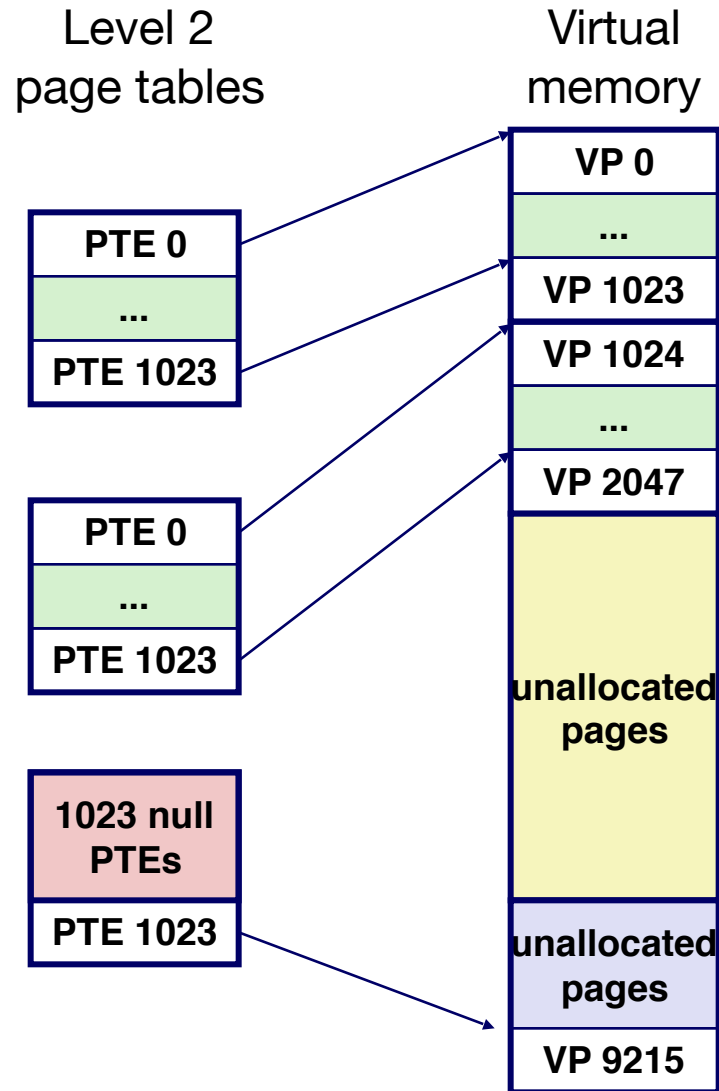 Level 2
page tables
PTE 0
...
PTE 1023
PTE 0
...
PTE 1023
1023 null
PTEs
PTE 1023
Virtual
memory
VP 0
...
VP 1023
VP 1024
...
VP 2047
unallocated
pages
unallocated
pages
VP 9215